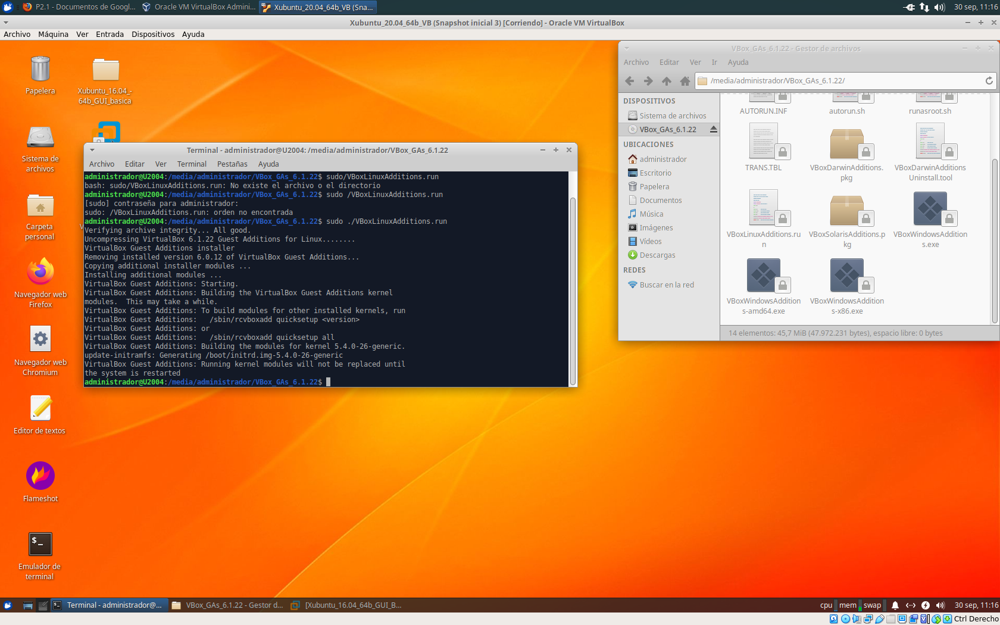 P2.1 - Documentos de Googl...
Oracle VM VirtualBox Admini...
Xubuntu_20.04_64b_VB (Sna...
30 sep, 11:16
Xubuntu_20.04_64b_VB (Snapshot inicial 3) [Corriendo] - Oracle VM VirtualBox
Archivo Máquina Ver Entrada Dispositivos Ayuda
Papelera
Xubuntu_16.04_-
64b_GUI_basica
Sistema de
archivos
Carpeta
personal
Navegador web
Firefox
Navegador web
Chromium
Editor de textos
Flameshot
Emulador de
terminal
Terminal - administrador@U2004: /media/administrador/VBox_GAs_6.1.22
Archivo Editar Ver Terminal Pestañas Ayuda
administrador@U2004:/media/administrador/VBox_GAs_6.1.22$ sudo/VBoxLinuxAdditions.run
bash: sudo/VBoxLinuxAdditions.run: No existe el archivo o el directorio
administrador@U2004:/media/administrador/VBox_GAs_6.1.22$ sudo /VBoxLinuxAdditions.run
[sudo] contraseña para administrador:
sudo: /VBoxLinuxAdditions.run: orden no encontrada
administrador@U2004:/media/administrador/VBox_GAs_6.1.22$ sudo ./VBoxLinuxAdditions.run
Verifying archive integrity... All good.
Uncompressing VirtualBox 6.1.22 Guest Additions for Linux........
VirtualBox Guest Additions installer
Removing installed version 6.0.12 of VirtualBox Guest Additions...
Copying additional installer modules ...
Installing additional modules ...
VirtualBox Guest Additions: Starting.
VirtualBox Guest Additions: Building the VirtualBox Guest Additions kernel
modules.  This may take a while.
VirtualBox Guest Additions: To build modules for other installed kernels, run
VirtualBox Guest Additions:   /sbin/rcvboxadd quicksetup <version>
VirtualBox Guest Additions: or
VirtualBox Guest Additions:   /sbin/rcvboxadd quicksetup all
VirtualBox Guest Additions: Building the modules for kernel 5.4.0-26-generic.
update-initramfs: Generating /boot/initrd.img-5.4.0-26-generic
VirtualBox Guest Additions: Running kernel modules will not be replaced until
the system is restarted
administrador@U2004:/media/administrador/VBox_GAs_6.1.22$
VBox_GAs_6.1.22 - Gestor de archivos
Archivo Editar Ver Ir Ayuda
/media/administrador/VBox_GAs_6.1.22/
DISPOSITIVOS
Sistema de archivos
VBox_GAs_6.1.22
UBICACIONES
administrador
Escritorio
Papelera
Documentos
Música
Imágenes
Vídeos
Descargas
REDES
Buscar en la red
AUTORUN.INF
autorun.sh
runasroot.sh
TRANS.TBL
VBoxDarwinAdditions.
pkg
VBoxDarwinAdditions
Uninstall.tool
VBoxLinuxAdditions.ru
n
VBoxSolarisAdditions.p
kg
VBoxWindowsAddition
s.exe
VBoxWindowsAddition
s-amd64.exe
VBoxWindowsAddition
s-x86.exe
14 elementos: 45,7 MiB (47.972.231 bytes), espacio libre: 0 bytes
Terminal - administrador@...
VBox_GAs_6.1.22 - Gestor d...
[Xubuntu_16.04_64b_GUI_B...
cpu mem swap
30 sep, 11:16
Ctrl Derecho